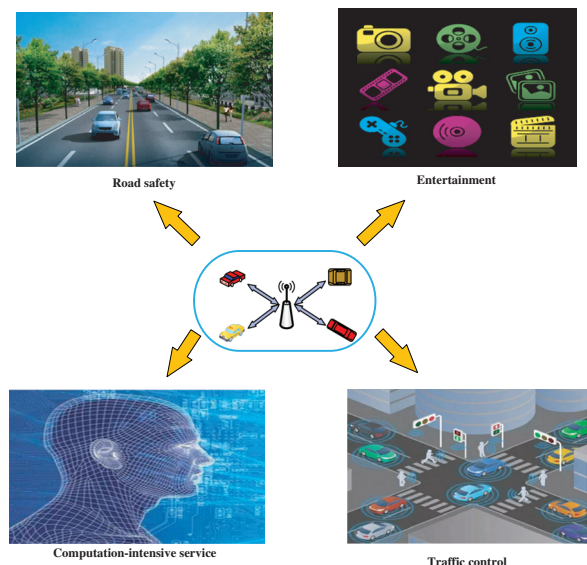 Road safety
Entertainment
Computation-intensive service
Traffic control